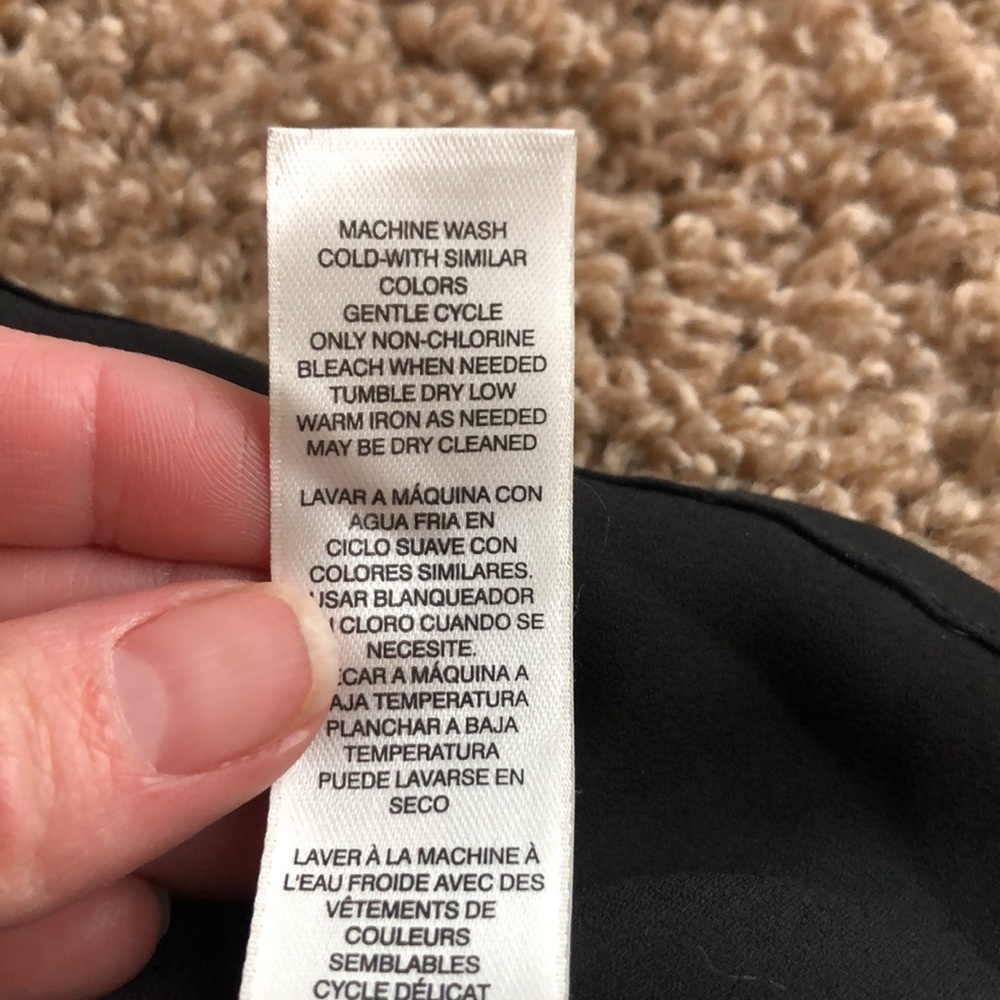 MACHINE WASH
COLD-WITH SIMILAR
COLORS
GENTLE CYCLE
ONLY NON-CHLORINE
BLEACH WHEN NEEDED
TUMBLE DRY LOW
WARM IRON AS NEEDED
MAY BE DRY CLEANED
LAVAR A MÁQUINA CON
AGUA FRIA EN
CICLO SUAVE CON
COLORES SIMILARES.
BLANQUEADOR
CLORO CUANDO SE
NECESITE.
A MÁQUINA A
TEMPERATURA
PLANCHAR A BAJA
TEMPERATURA
PUEDE LAVARSE EN
SECO
LAVER À LA MACHINE À
L'EAU FROIDE AVEC DES
VÊTEMENTS DE
COULEURS
SEMBLABLES
CYCLE DÉLICAT